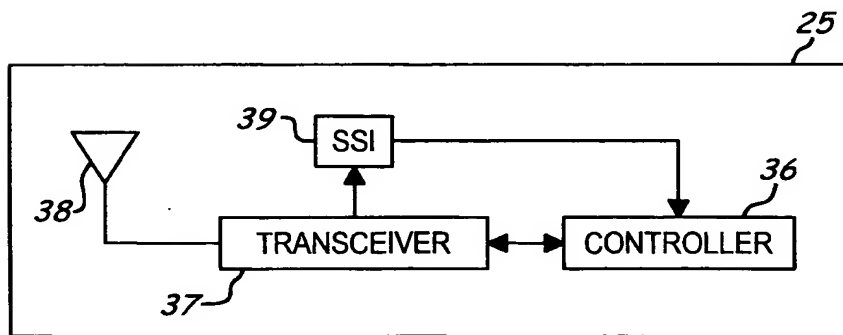 25
39
SSI
38
36
TRANSCEIVER
CONTROLLER
37